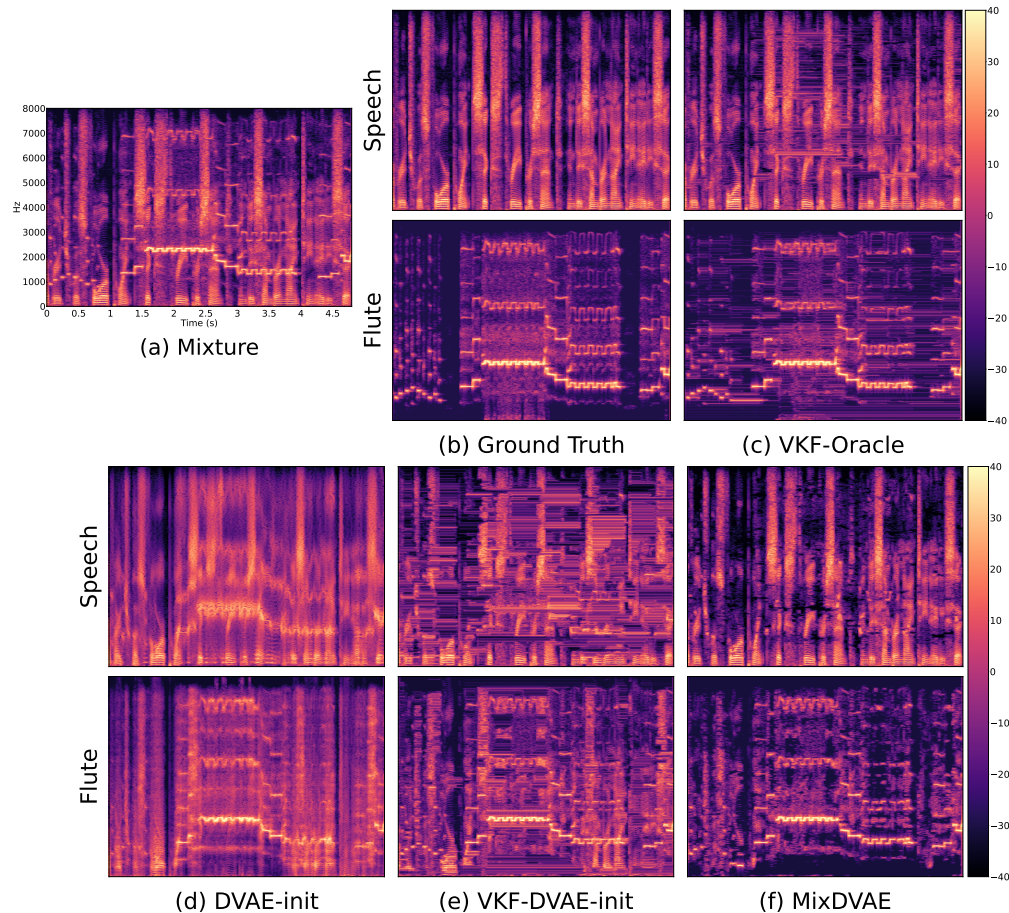 Speech
40
30
20
10
0
−10
−20
−30
−40
8000
7000
6000
5000
4000
3000
2000
1000
0
Hz
0 0.5 1 1.5 2 2.5 3 3.5 4 4.5
Time (s)
(a) Mixture
Flute
(b) Ground Truth
(c) VKF-Oracle
Speech
40
30
20
10
0
−10
−20
−30
−40
Flute
(d) DVAE-init
(e) VKF-DVAE-init
(f) MixDVAE